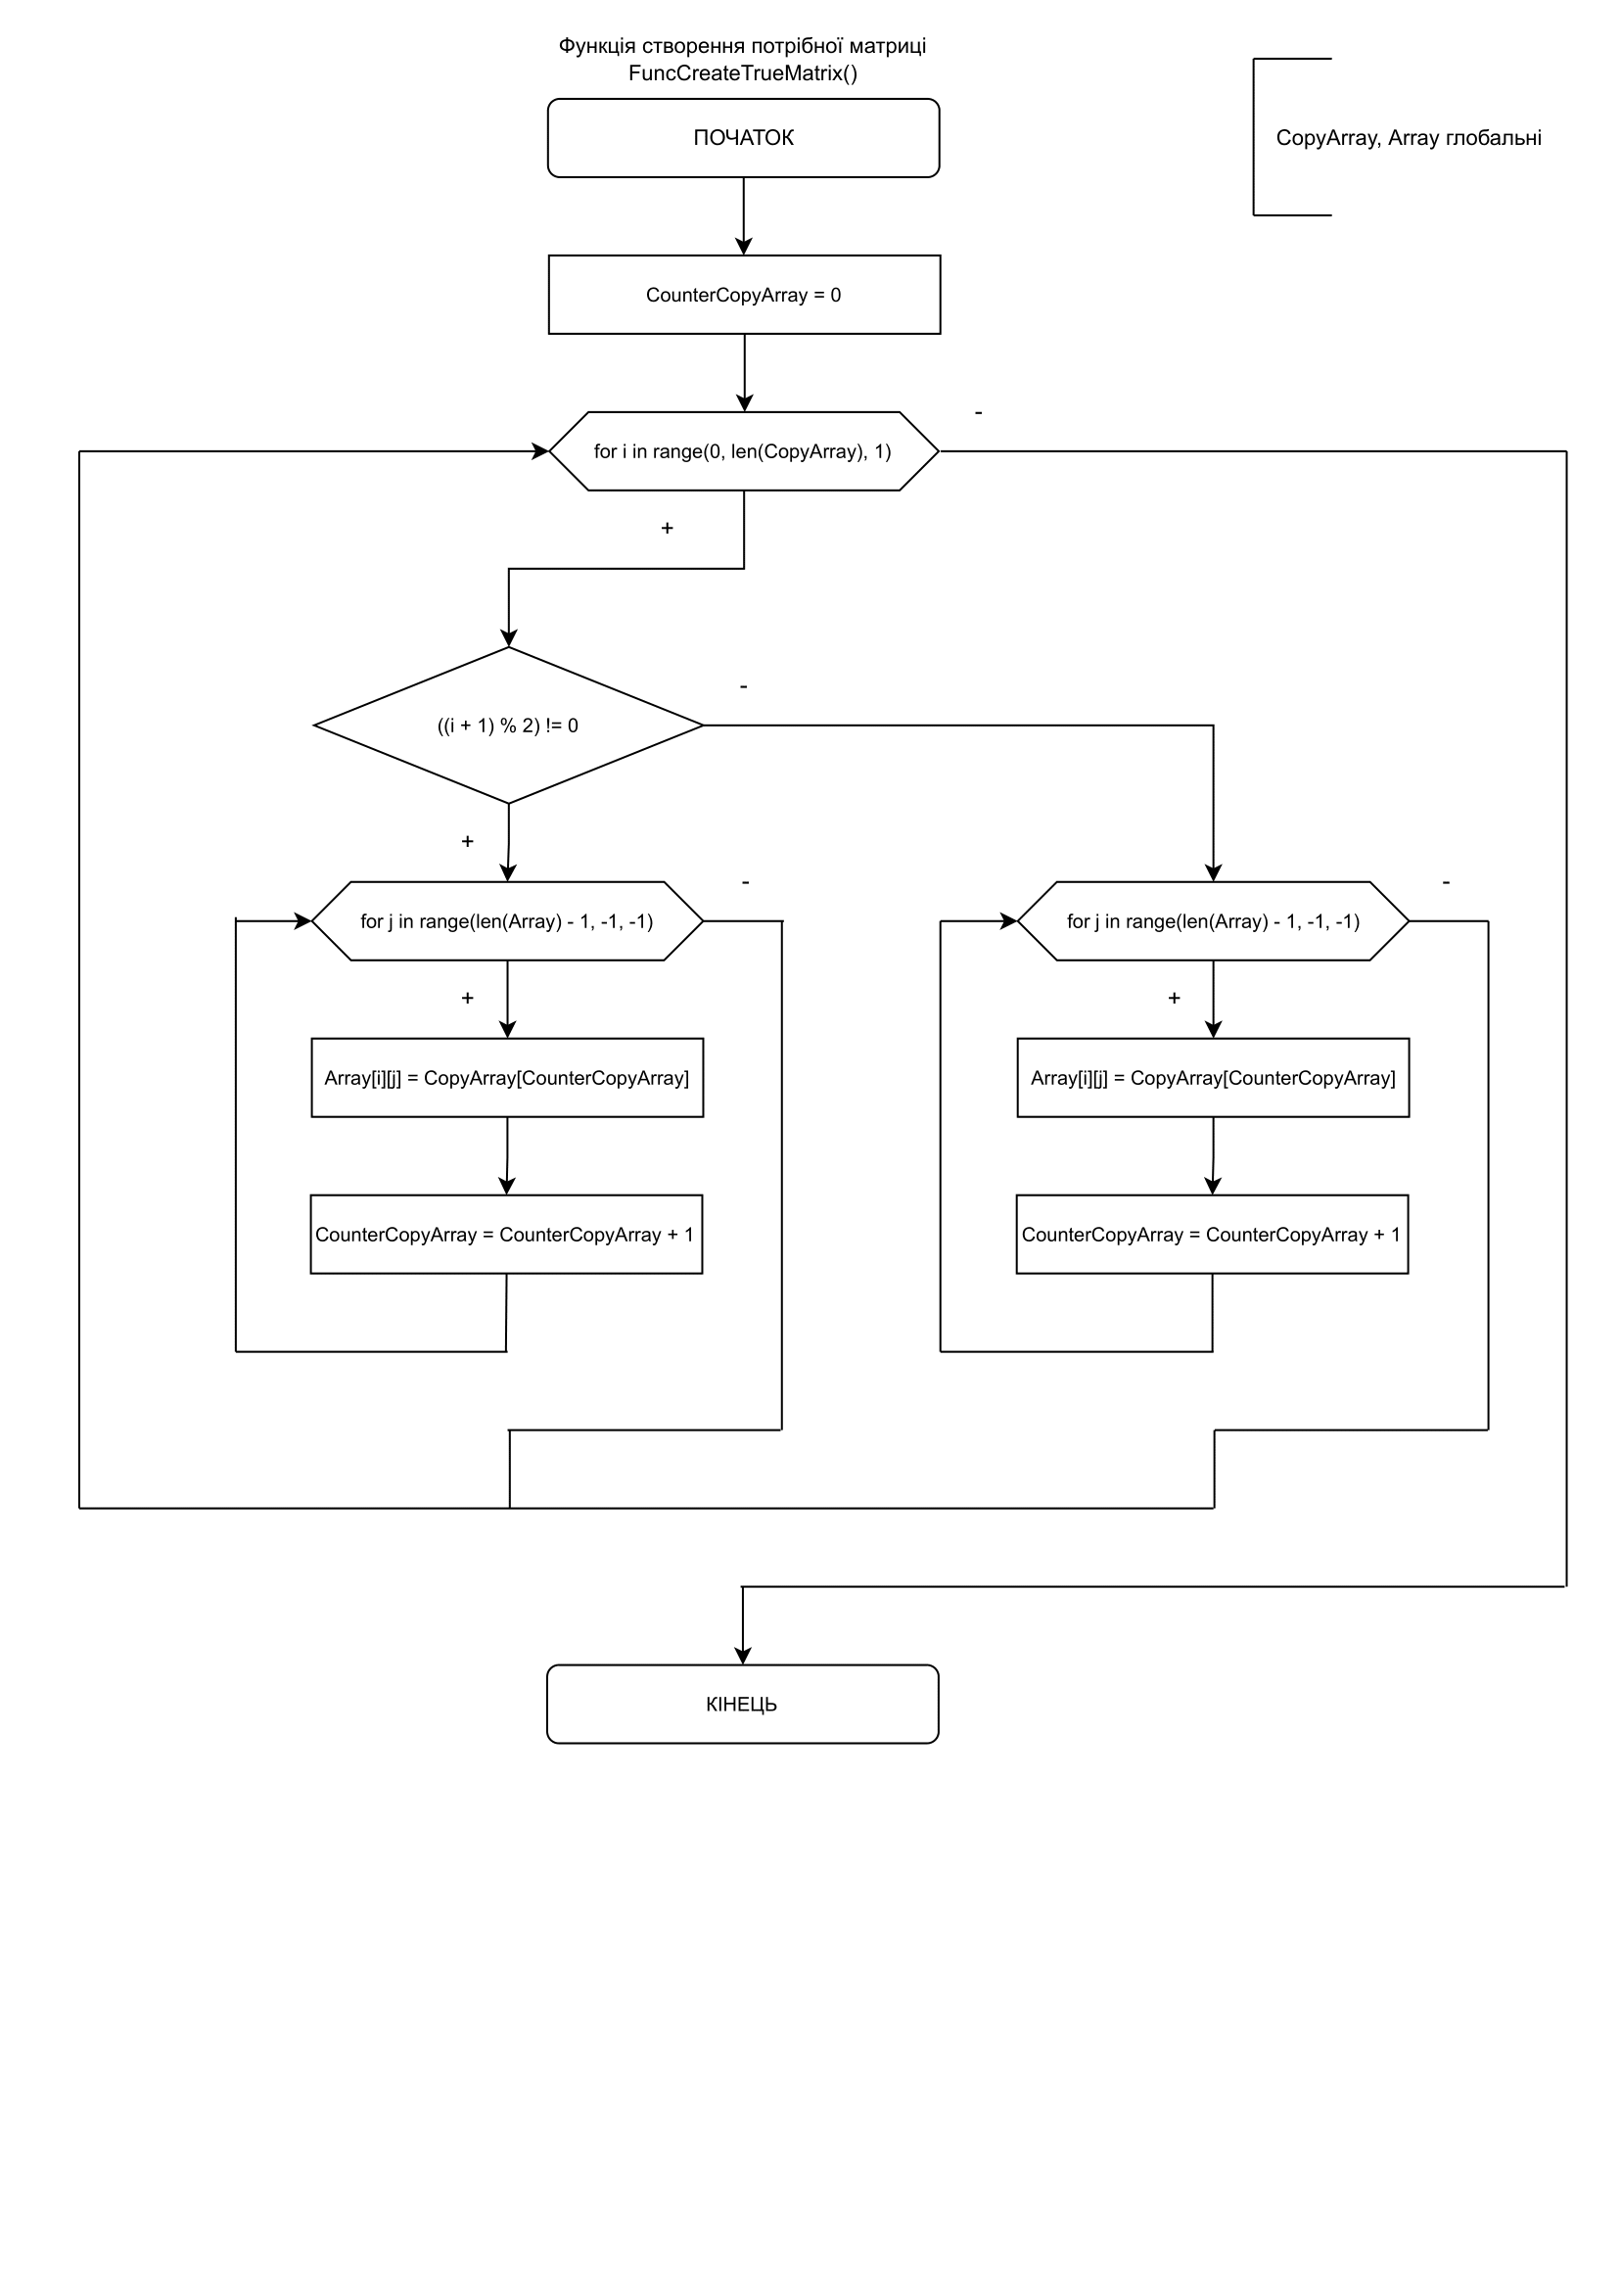 Функція створення потрібної матриці
FuncCreateTrueMatrix()
ПОЧАТОК
CopyArray, Array глобальні
CounterCopyArray = 0
-
for i in range(0, len(CopyArray), 1)
+
-
((i + 1) % 2) != 0
+
-
-
for j in range(len(Array) - 1, -1, -1)
for j in range(len(Array) - 1, -1, -1)
+
+
Array[i][j] = CopyArray[CounterCopyArray]
Array[i][j] = CopyArray[CounterCopyArray]
CounterCopyArray = CounterCopyArray + 1
CounterCopyArray = CounterCopyArray + 1
КІНЕЦЬ